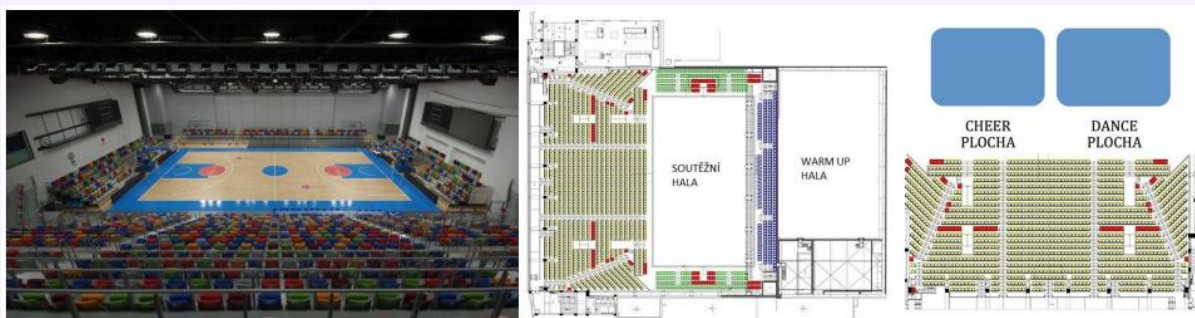 SOUTĚŽNÍ
HALA
WARM UP
HALA
CHEER
PLOCHA
DANCE
PLOCHA